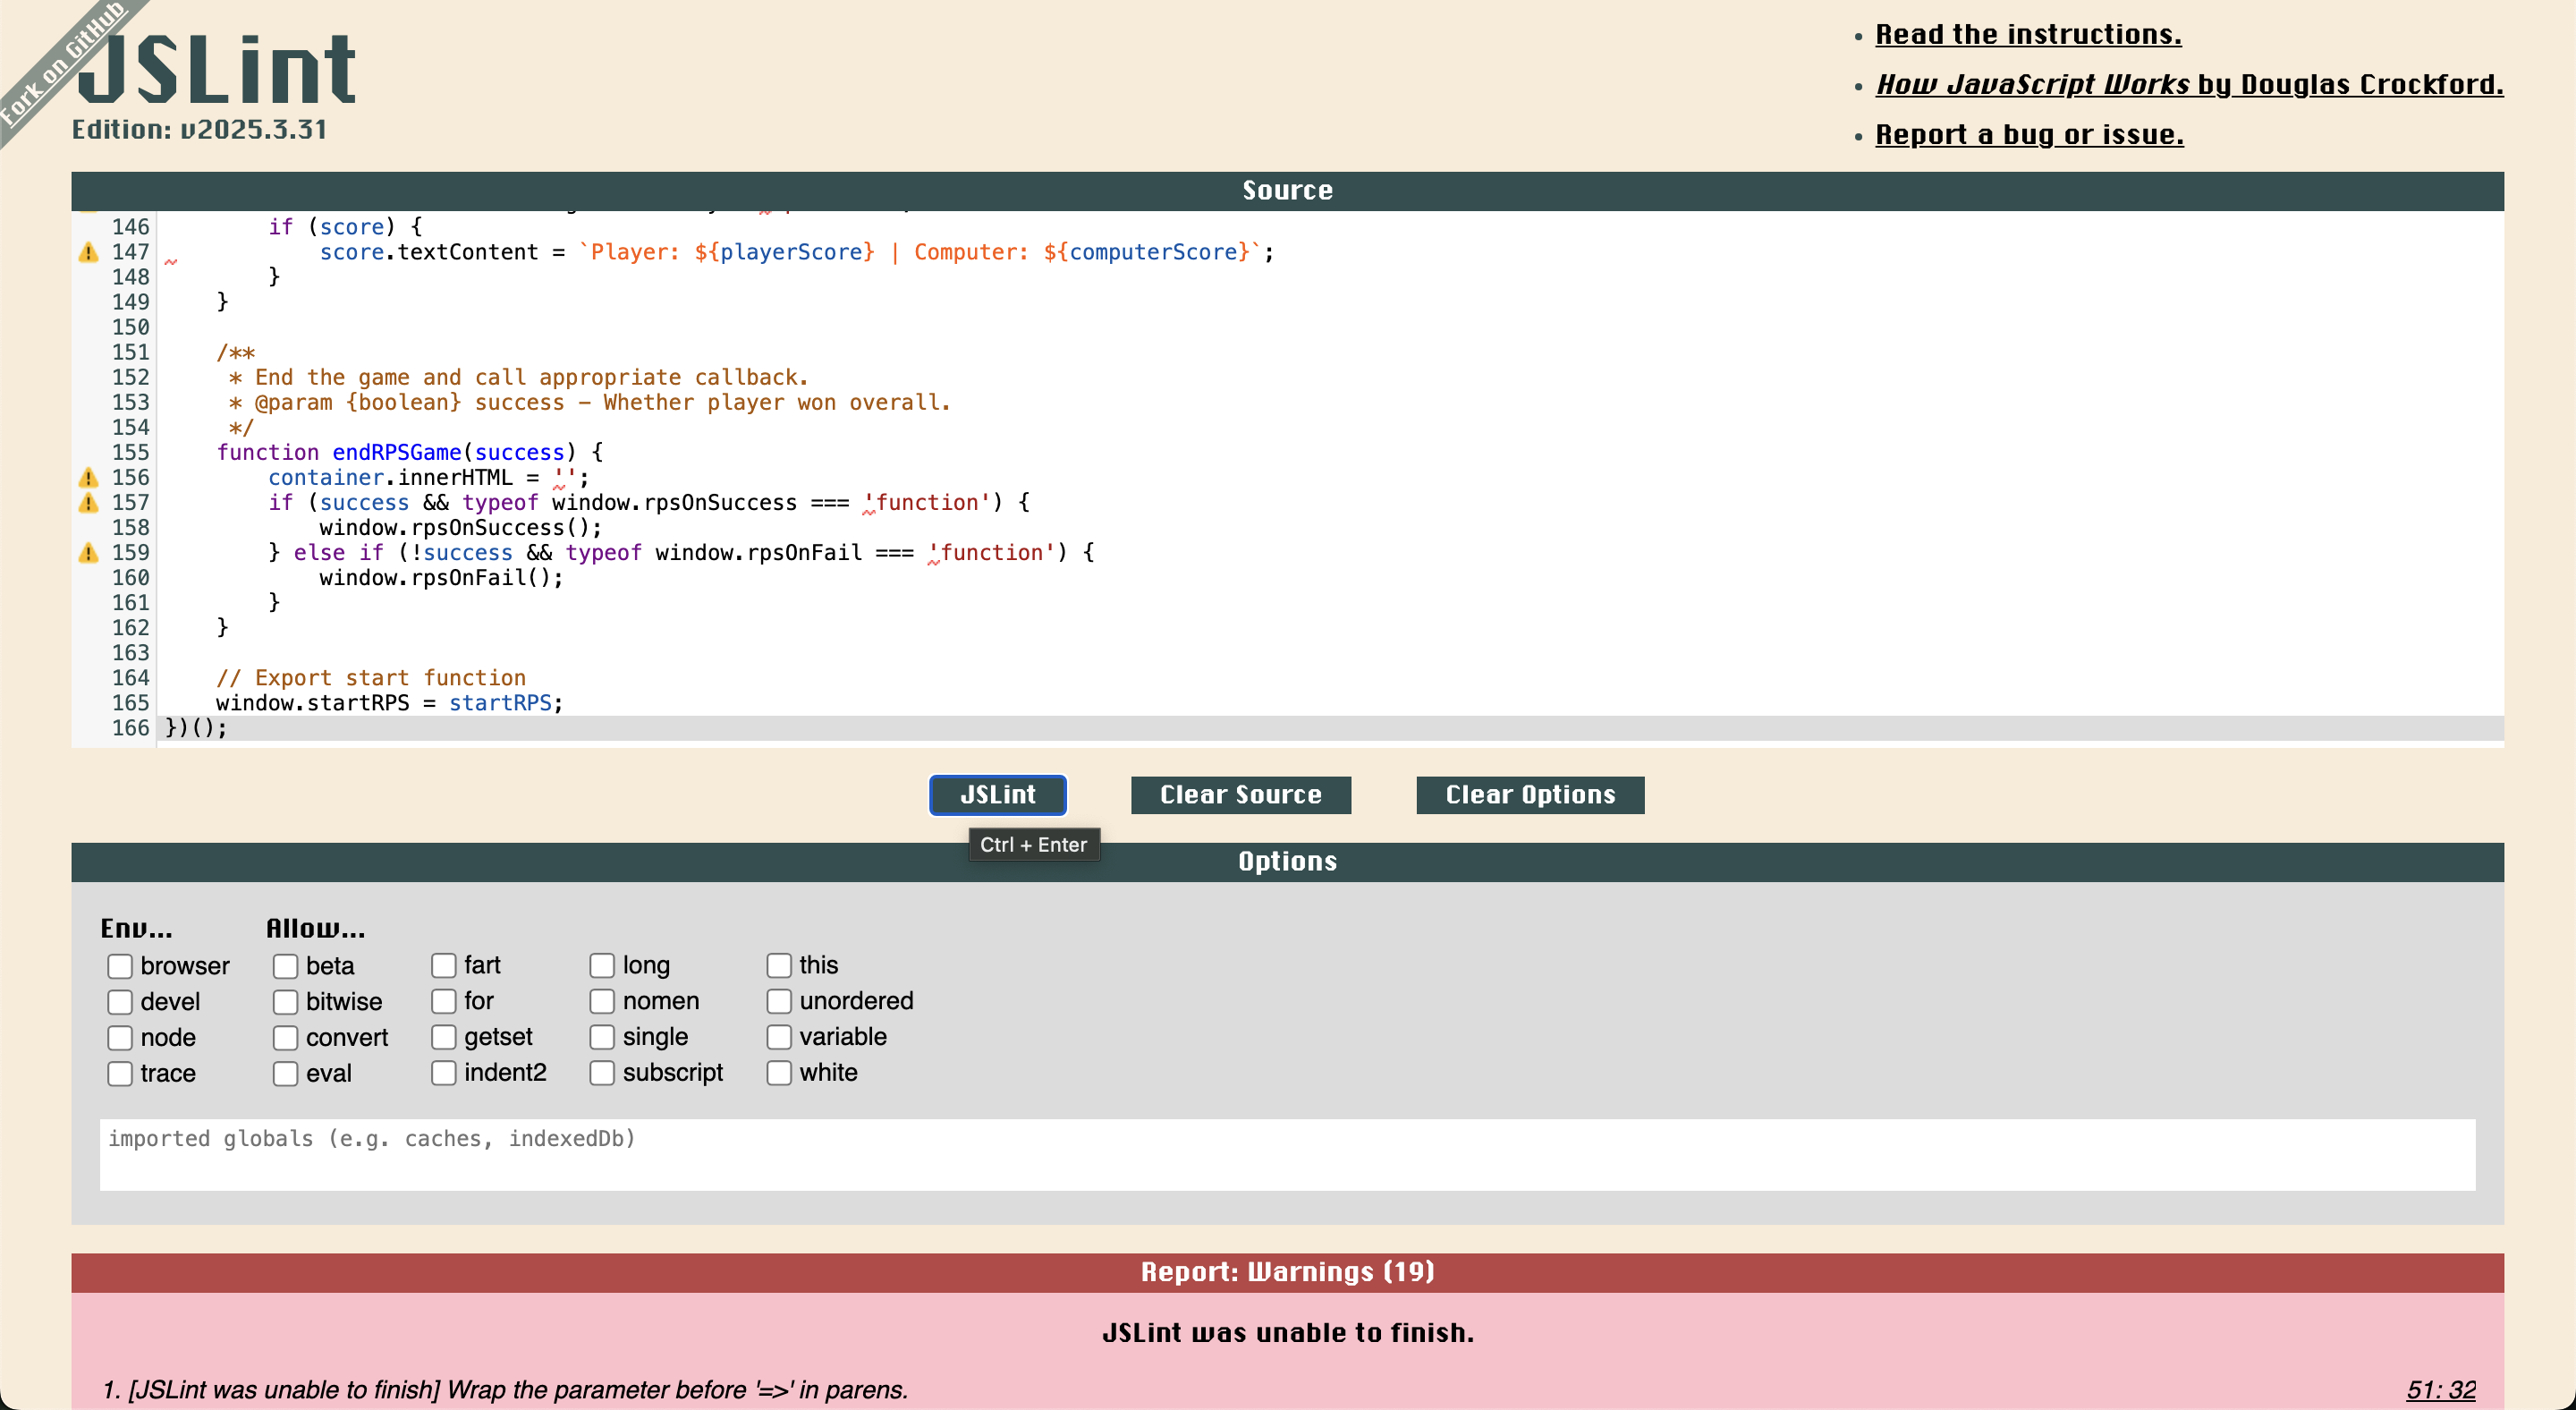 Fork on GitHub
JSLint
Edition: v2025.3.31
• Read the instructions.
• How JavaScript Works by Douglas Crockford.
• Report a bug or issue.
Source
146         if (score) {
147             score.textContent = `Player: ${playerScore} | Computer: ${computerScore}`;
148         }
149     }
150
151     /**
152      * End the game and call appropriate callback.
153      * @param {boolean} success – Whether player won overall.
154      */
155     function endRPSGame(success) {
156         container.innerHTML = '';
157         if (success && typeof window.rpsOnSuccess === 'function') {
158             window.rpsOnSuccess();
159         } else if (!success && typeof window.rpsOnFail === 'function') {
160             window.rpsOnFail();
161         }
162     }
163
164     // Export start function
165     window.startRPS = startRPS;
166 })();
JSLint
Clear Source
Clear Options
Ctrl + Enter
Options
Env... Allow...
browser beta fart long this
devel bitwise for nomen unordered
node convert getset single variable
trace eval indent2 subscript white
imported globals (e.g. caches, indexedDb)
Report: Warnings (19)
JSLint was unable to finish.
1. [JSLint was unable to finish] Wrap the parameter before '=>' in parens. 51: 32